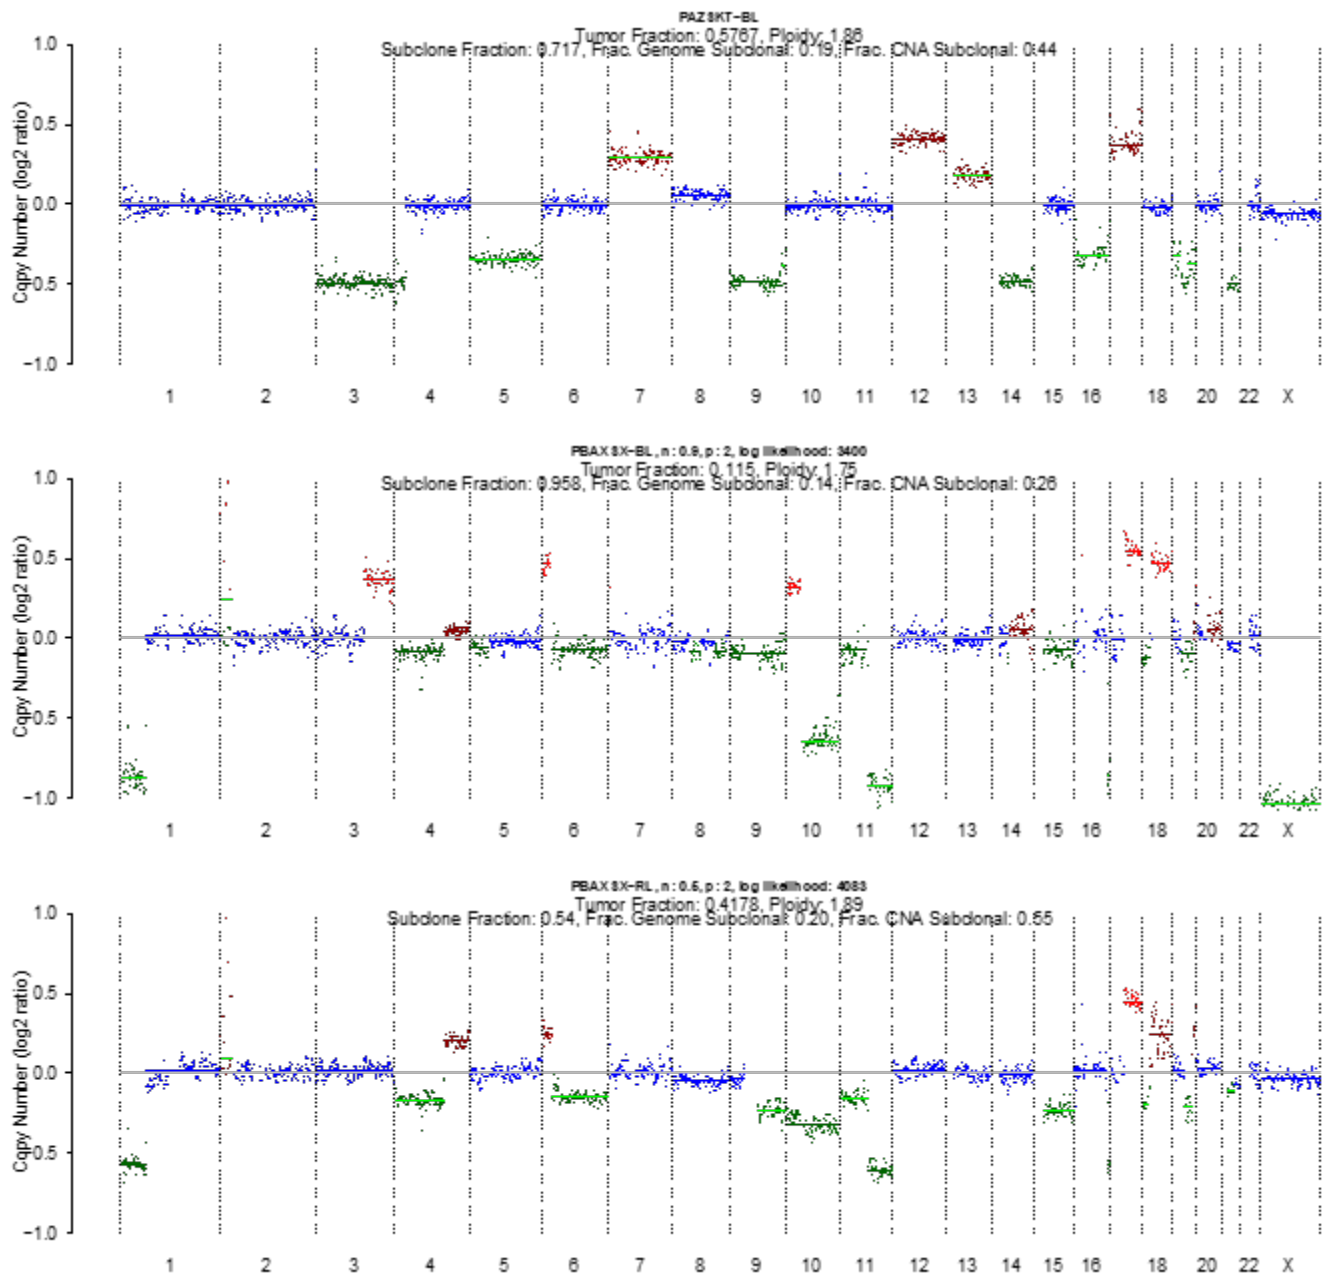 PAZSKT-BL
Tumor Fraction: 0.5767, Ploidy: 1.86
Subclone Fraction: 0.717, Frac. Genome Subclonal: 0.19, Frac. CNA Subclonal: 0.44
Copy Number (log2 ratio)
1.0
0.5
0.0
−0.5
−1.0
1 2 3 4 5 6 7 8 9 10 11 12 13 14 15 16 18 20 22 X
PBAXSX-BL, n: 0.9, p: 2, log likelihood: 3400
Tumor Fraction: 0.115, Ploidy: 1.75
Subclone Fraction: 0.958, Frac. Genome Subclonal: 0.14, Frac. CNA Subclonal: 0.26
Copy Number (log2 ratio)
1.0
0.5
0.0
−0.5
−1.0
1 2 3 4 5 6 7 8 9 10 11 12 13 14 15 16 18 20 22 X
PBAXSX-RL, n: 0.5, p: 2, log likelihood: 4083
Tumor Fraction: 0.4178, Ploidy: 1.89
Subclone Fraction: 0.54, Frac. Genome Subclonal: 0.20, Frac. CNA Subclonal: 0.55
Copy Number (log2 ratio)
1.0
0.5
0.0
−0.5
−1.0
1 2 3 4 5 6 7 8 9 10 11 12 13 14 15 16 18 20 22 X